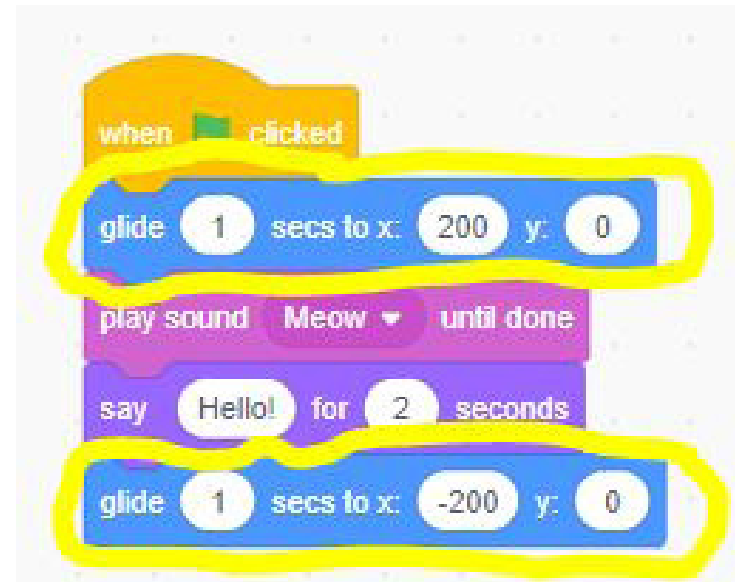 when clicked
glide 1 secs to x: 200 y: 0
play sound Meow until done
say Hello! for 2 seconds
glide 1 secs to x: -200 y: 0